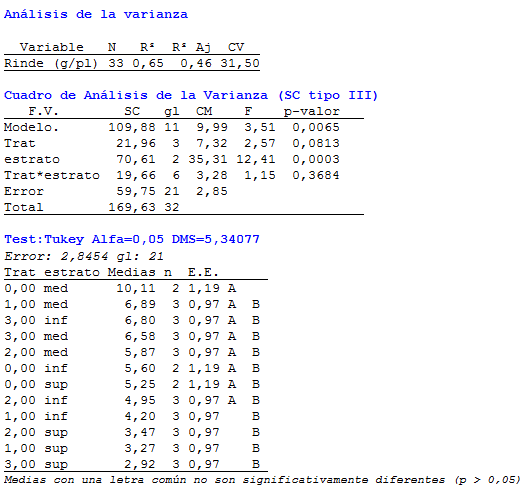 Análisis de la varianza
Variable N R² R² Aj CV
Rinde (g/pl) 33 0,65 0,46 31,50
Cuadro de Análisis de la Varianza (SC tipo III)
F.V. SC gl CM F p-valor
Modelo. 109,88 11 9,99 3,51 0,0065
Trat 21,96 3 7,32 2,57 0,0813
estrato 70,61 2 35,31 12,41 0,0003
Trat*estrato 19,66 6 3,28 1,15 0,3684
Error 59,75 21 2,85
Total 169,63 32
Test:Tukey Alfa=0,05 DMS=5,34077
Error: 2,8454 gl: 21
Trat estrato Medias n E.E.
0,00 med 10,11 2 1,19 A
1,00 med 6,89 3 0,97 A B
3,00 inf 6,80 3 0,97 A B
3,00 med 6,58 3 0,97 A B
2,00 med 5,87 3 0,97 A B
0,00 inf 5,60 2 1,19 A B
0,00 sup 5,25 2 1,19 A B
2,00 inf 4,95 3 0,97 A B
1,00 inf 4,20 3 0,97 B
2,00 sup 3,47 3 0,97 B
1,00 sup 3,27 3 0,97 B
3,00 sup 2,92 3 0,97 B
Medias con una letra común no son significativamente diferentes (p > 0,05)